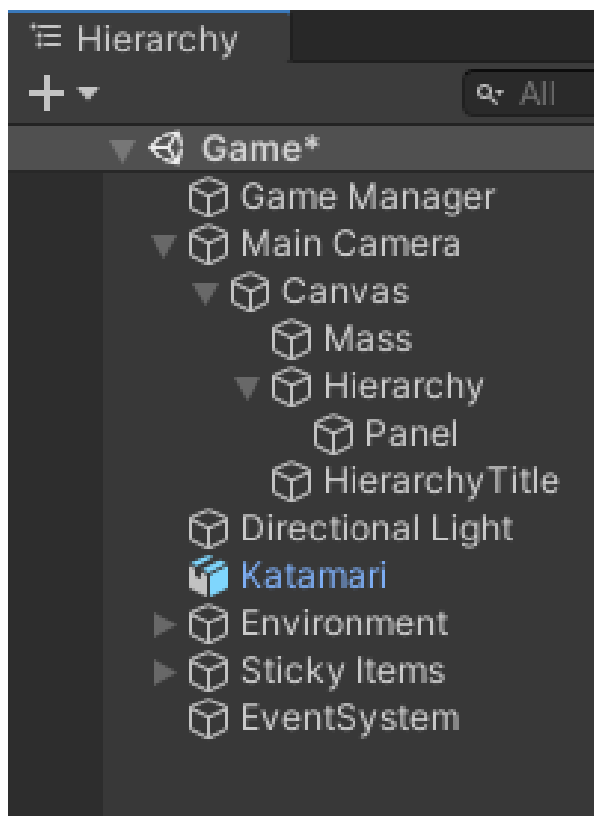 Hierarchy
All
Game*
Game Manager
Main Camera
Canvas
Mass
Hierarchy
Panel
HierarchyTitle
Directional Light
Katamari
Environment
Sticky Items
EventSystem